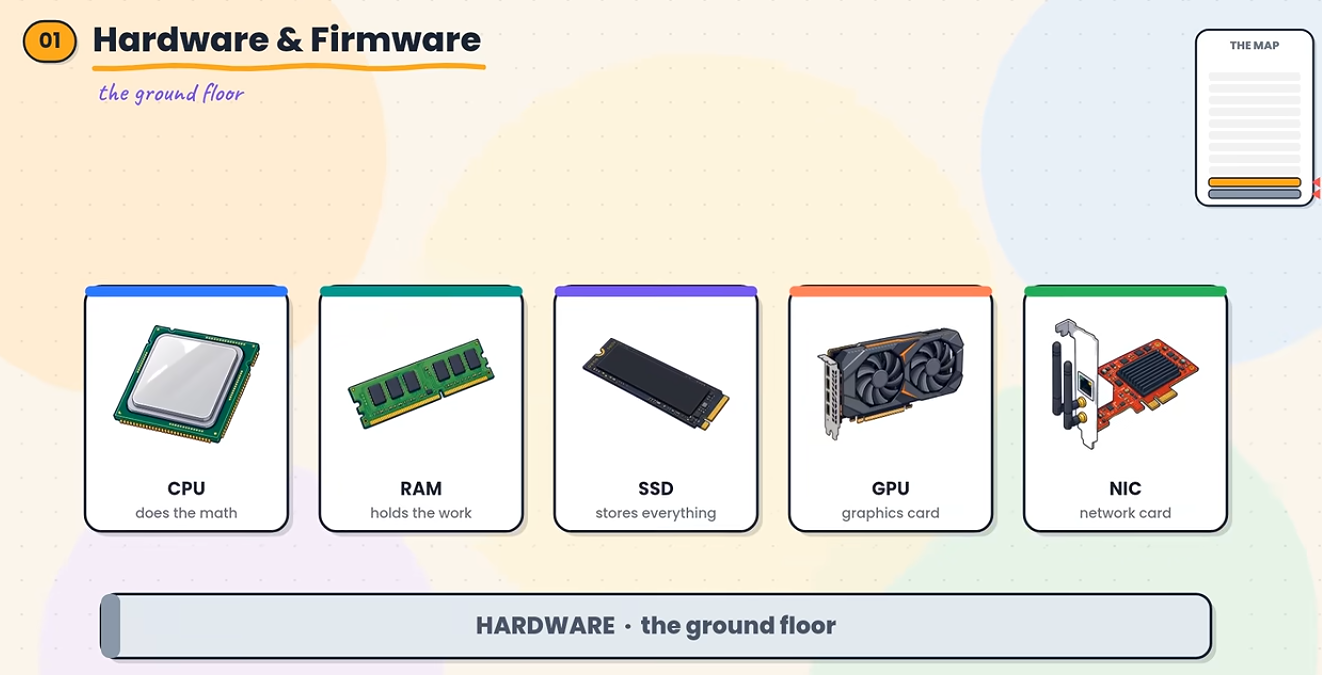 01
Hardware & Firmware
the ground floor
THE MAP
CPU
does the math
RAM
holds the work
SSD
stores everything
GPU
graphics card
NIC
network card
HARDWARE · the ground floor